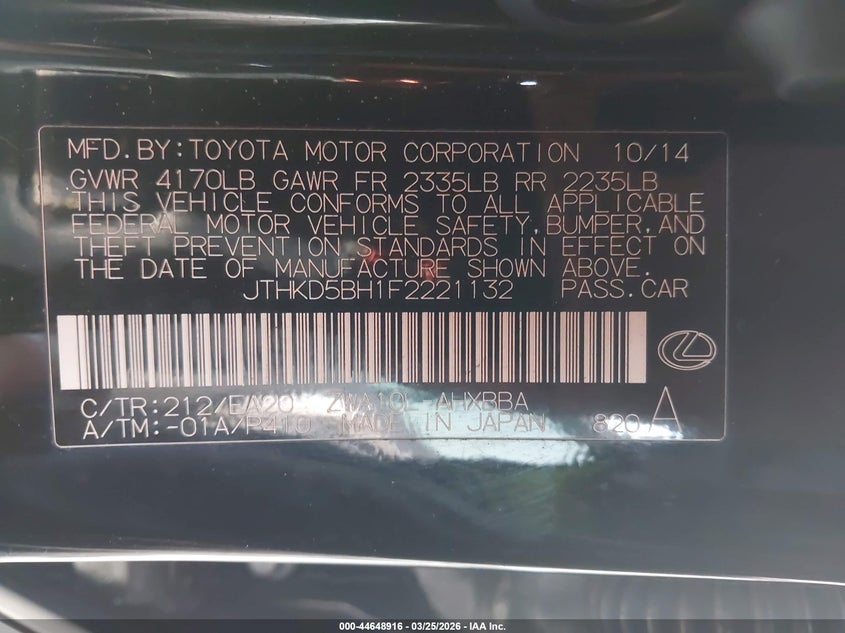 MFD.BY:TOYOTA MOTOR CORPORATION 10/14
GVWR 4170LB GAWR FR 2335LB RR 2235LB
THIS VEHICLE CONFORMS TO ALL APPLICABLE
FEDERAL MOTOR VEHICLE SAFETY,BUMPER,AND
THEFT PREVENTION STANDARDS IN EFFECT ON
THE DATE OF MANUFACTURE SHOWN ABOVE.
JTHKD5BH1F2221132 PASS.CAR
C/TR:212/EA20 ZWA10L-AHXBBA
A/TM:-01A/P410 MADE IN JAPAN 820 A
000-44648916 - 03/25/2026 - IAA Inc.